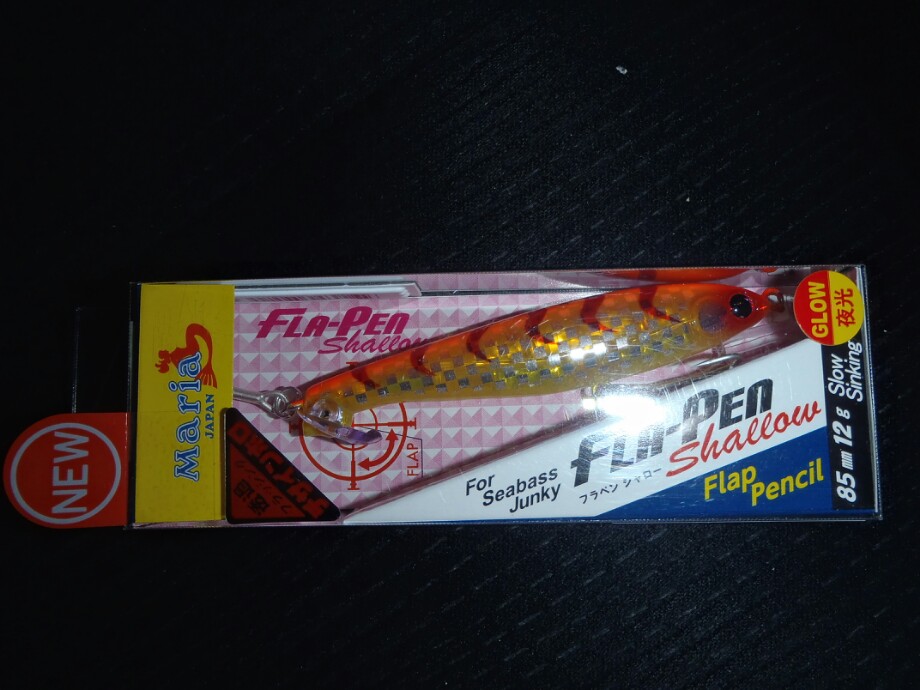 NEW
Maria
JAPAN
FLA-PEN
Shallow
FLAP
For
Seabass
Junky
FLA-PEN
Shallow
フラペン シャロー
Flap
Pencil
GLOW
夜光
85mm 12g Slow
Sinking